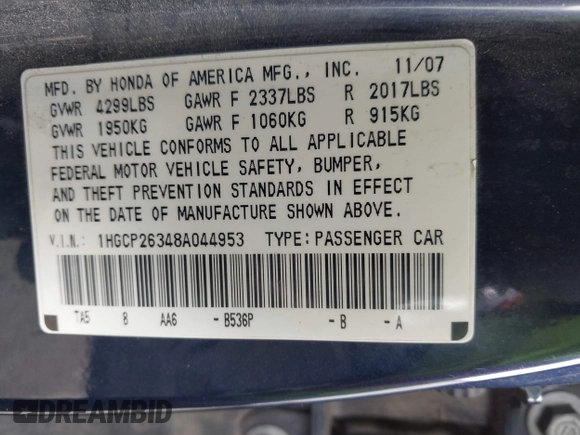 MFD. BY HONDA OF AMERICA MFG., INC. 11/07
GVWR 4299LBS GAWR F 2337LBS R 2017LBS
GVWR 1950KG GAWR F 1060KG R 915KG
THIS VEHICLE CONFORMS TO ALL APPLICABLE
FEDERAL MOTOR VEHICLE SAFETY, BUMPER,
AND THEFT PREVENTION STANDARDS IN EFFECT
ON THE DATE OF MANUFACTURE SHOWN ABOVE.
V.I.N.: 1HGCP26348A044953 TYPE: PASSENGER CAR
TA5 8 AA6 - B536P - B - A
DREAMBID